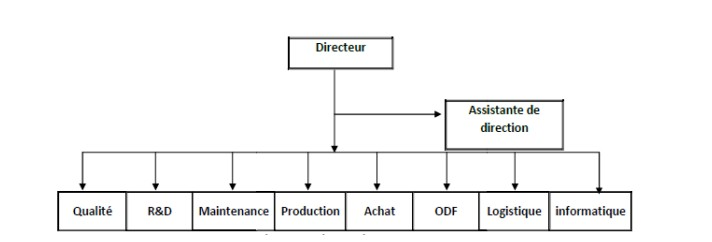 Directeur
Assistante de
direction
Qualité R&D Maintenance Production Achat ODF Logistique informatique